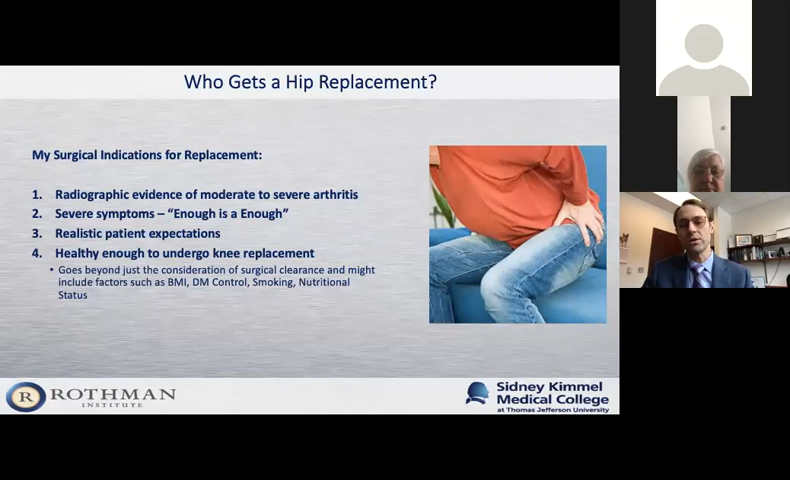 Who Gets a Hip Replacement?
My Surgical Indications for Replacement:
1. Radiographic evidence of moderate to severe arthritis
2. Severe symptoms – “Enough is a Enough”
3. Realistic patient expectations
4. Healthy enough to undergo knee replacement
• Goes beyond just the consideration of surgical clearance and might
include factors such as BMI, DM Control, Smoking, Nutritional
Status
R ROTHMAN
INSTITUTE
Sidney Kimmel
Medical College
at Thomas Jefferson University